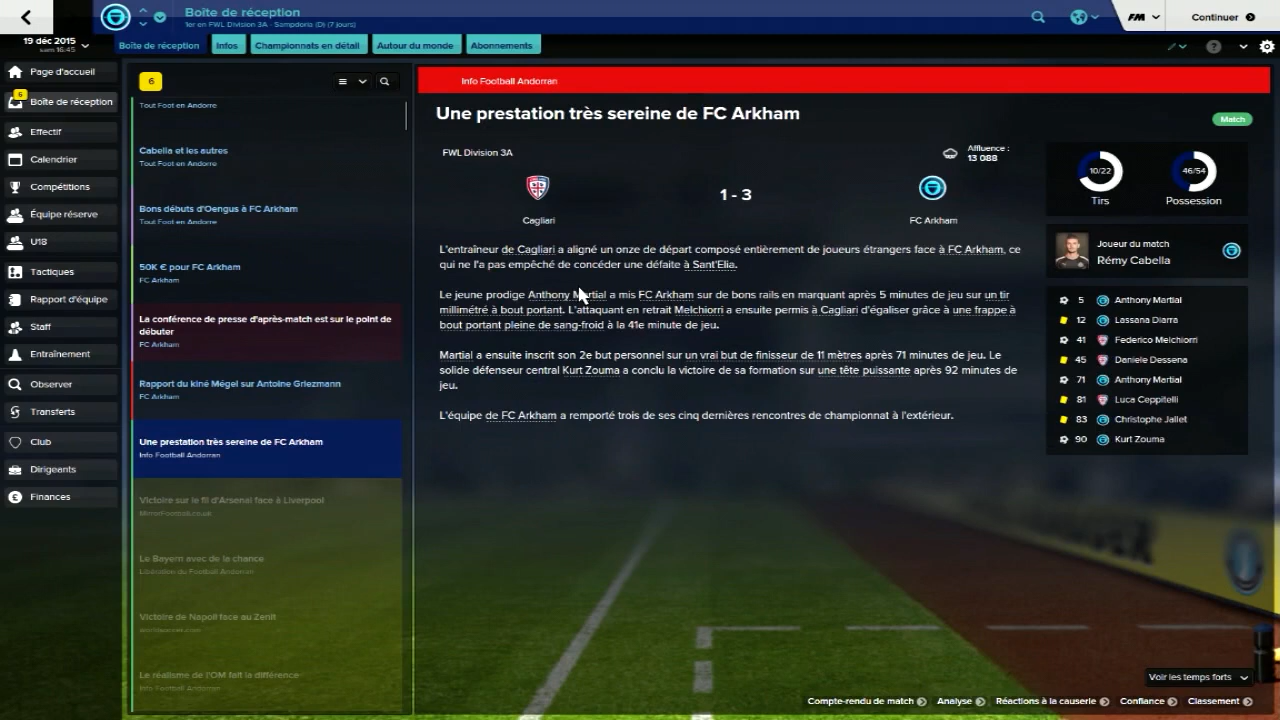 Boîte de réception
1er en FWL Division 3A - Sampdoria (D) (7 jours)
FM
Continuer
19 déc 2015
sam 16:45
Boîte de réception
Infos
Championnats en détail
Autour du monde
Abonnements
Page d'accueil
6
Boîte de réception
Effectif
Calendrier
Compétitions
Équipe réserve
U18
Tactiques
Rapport d'équipe
Staff
Entraînement
Observer
Transferts
Club
Dirigeants
Finances
6
Tout Foot en Andorre
Cabella et les autres
Tout Foot en Andorre
Bons débuts d'Oengus à FC Arkham
Tout Foot en Andorre
50K € pour FC Arkham
FC Arkham
La conférence de presse d'après-match est sur le point de
débuter
FC Arkham
Rapport du kiné Mégel sur Antoine Griezmann
FC Arkham
Une prestation très sereine de FC Arkham
Info Football Andorran
Victoire sur le fil d'Arsenal face à Liverpool
MirrorFootball.co.uk
Le Bayern avec de la chance
Libération du Football Andorran
Victoire de Napoli face au Zenit
Le réalisme de l'OM fait la différence
Info Football Andorran
Info Football Andorran
Une prestation très sereine de FC Arkham
Match
FWL Division 3A
Affluence :
13 088
1 - 3
Cagliari
FC Arkham
L'entraîneur de Cagliari a aligné un onze de départ composé entièrement de joueurs étrangers face à FC Arkham, ce
qui ne l'a pas empêché de concéder une défaite à Sant'Elia.
Le jeune prodige Anthony Martial a mis FC Arkham sur de bons rails en marquant après 5 minutes de jeu sur un tir
millimétré à bout portant. L'attaquant en retrait Melchiorri a ensuite permis à Cagliari d'égaliser grâce à une frappe à
bout portant pleine de sang-froid à la 41e minute de jeu.
Martial a ensuite inscrit son 2e but personnel sur un vrai but de finisseur de 11 mètres après 71 minutes de jeu. Le
solide défenseur central Kurt Zouma a conclu la victoire de sa formation sur une tête puissante après 92 minutes de
jeu.
L'équipe de FC Arkham a remporté trois de ses cinq dernières rencontres de championnat à l'extérieur.
10/22
46/54
Tirs
Possession
Joueur du match
Rémy Cabella
5 Anthony Martial
12 Lassana Diarra
41 Federico Melchiorri
45 Daniele Dessena
71 Anthony Martial
81 Luca Ceppitelli
83 Christophe Jallet
90 Kurt Zouma
Voir les temps forts
Compte-rendu de match
Analyse
Réactions à la causerie
Confiance
Classement